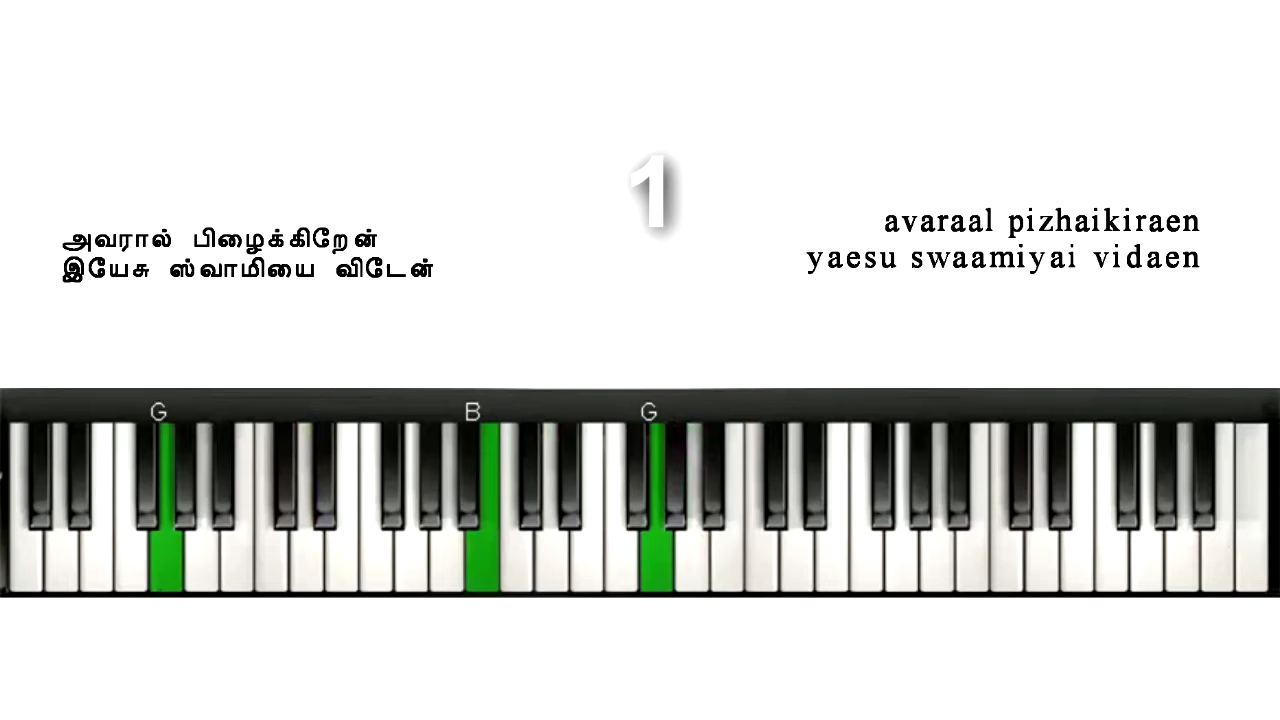 1
அவரால் பிழைக்கிறேன்
இயேசு ஸ்வாமியை விடேன்
avaraal pizhaikiraen
yaesu swaamiyai vidaen
G B G